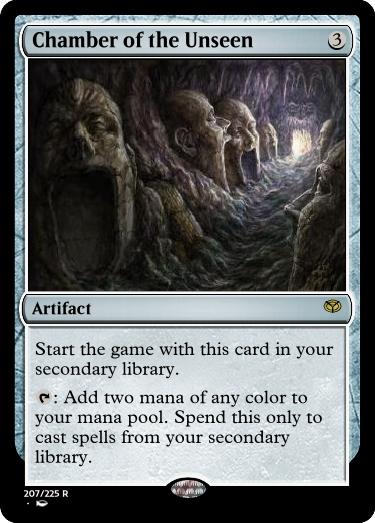 Chamber of the Unseen 3
Artifact
Start the game with this card in your
secondary library.
: Add two mana of any color to
your mana pool. Spend this only to
cast spells from your secondary
library.
207/225 R